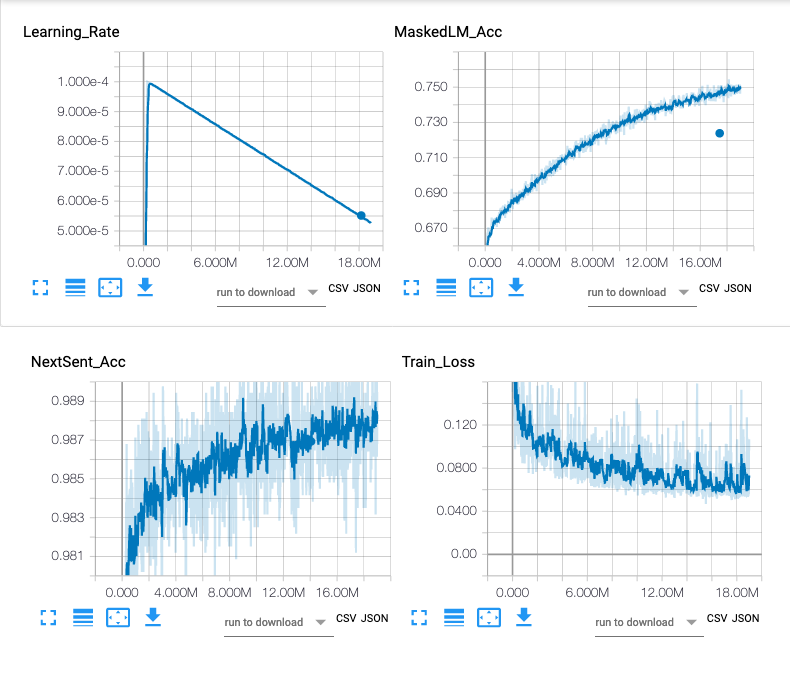 Learning_Rate
1.000e-4
9.000e-5
8.000e-5
7.000e-5
6.000e-5
5.000e-5
0.000 6.000M 12.00M 18.00M
run to download CSV JSON
MaskedLM_Acc
0.750
0.730
0.710
0.690
0.670
0.000 4.000M 8.000M 12.00M 16.00M
run to download CSV JSON
NextSent_Acc
0.989
0.987
0.985
0.983
0.981
0.000 4.000M 8.000M 12.00M 16.00M
run to download CSV JSON
Train_Loss
0.120
0.0800
0.0400
0.00
0.000 6.000M 12.00M 18.00M
run to download CSV JSON